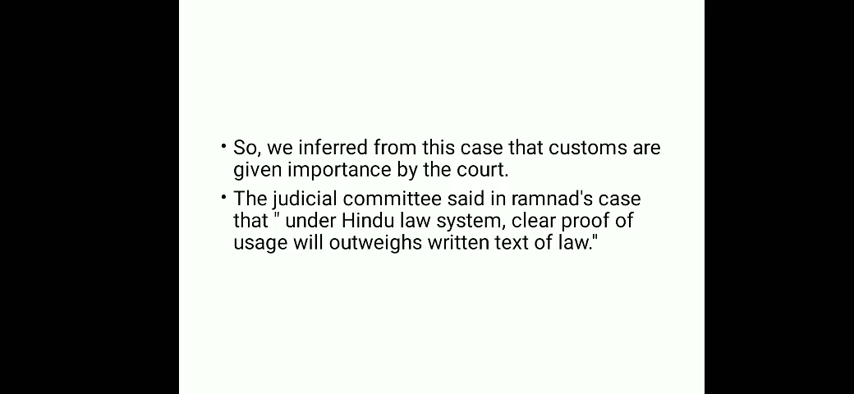 • So, we inferred from this case that customs are
given importance by the court.
• The judicial committee said in ramnad's case
that " under Hindu law system, clear proof of
usage will outweighs written text of law."